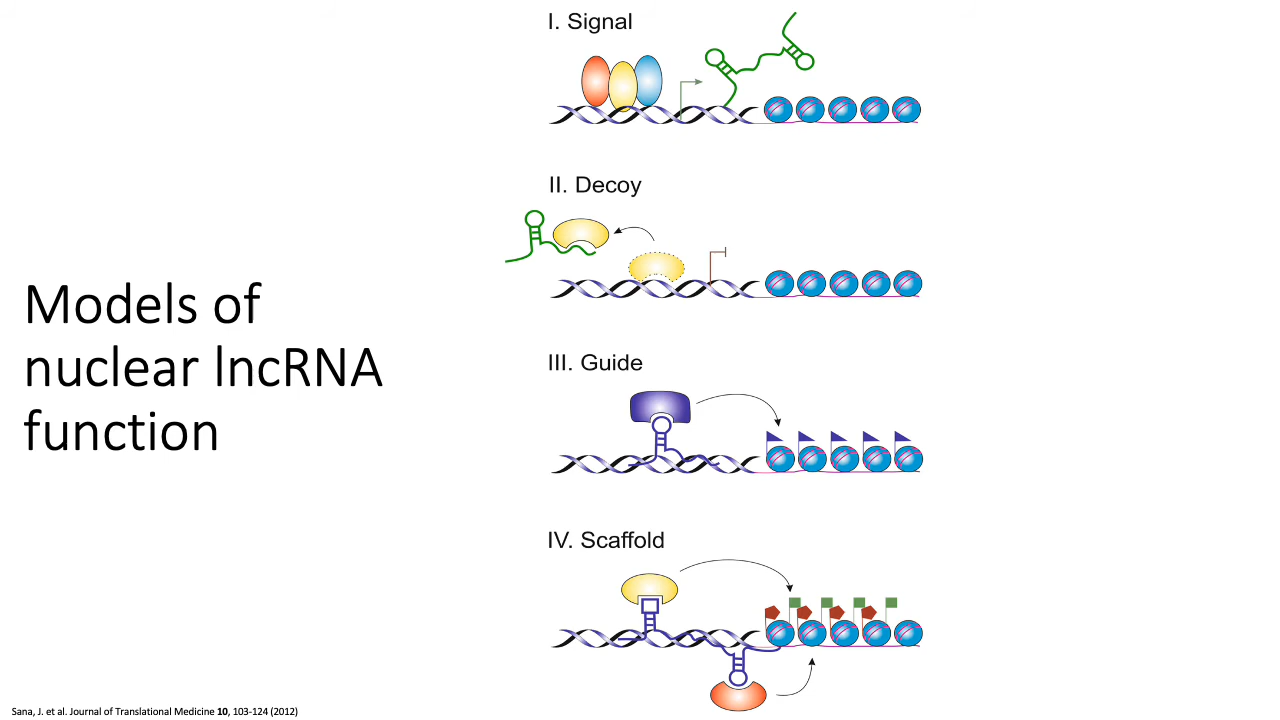 Models of
nuclear lncRNA
function
I. Signal
II. Decoy
III. Guide
IV. Scaffold
Sana, J. et al. Journal of Translational Medicine 10, 103-124 (2012)